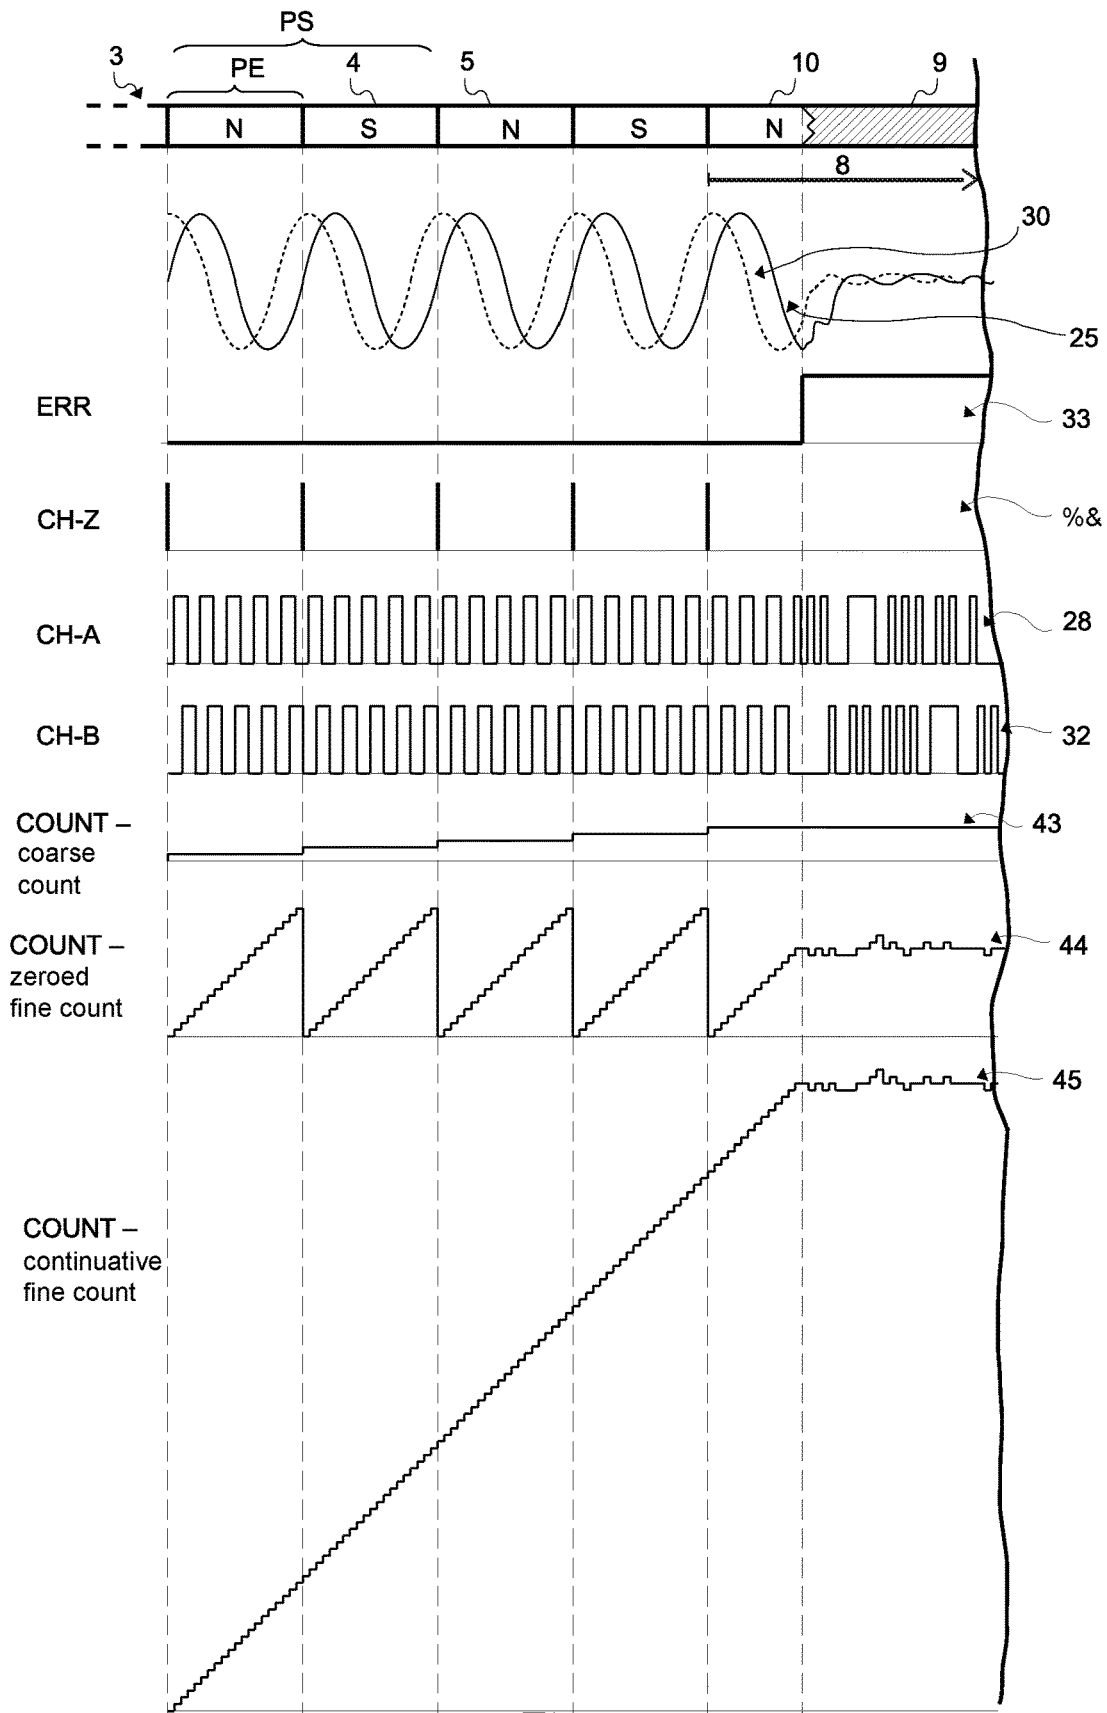 PS
3 PE 4 5 10 9
N S N S N
8
30
25
ERR 33
CH-Z %&
CH-A 28
CH-B 32
COUNT – 43
coarse
count
COUNT – 44
zeroed
fine count
45
COUNT –
continuative
fine count